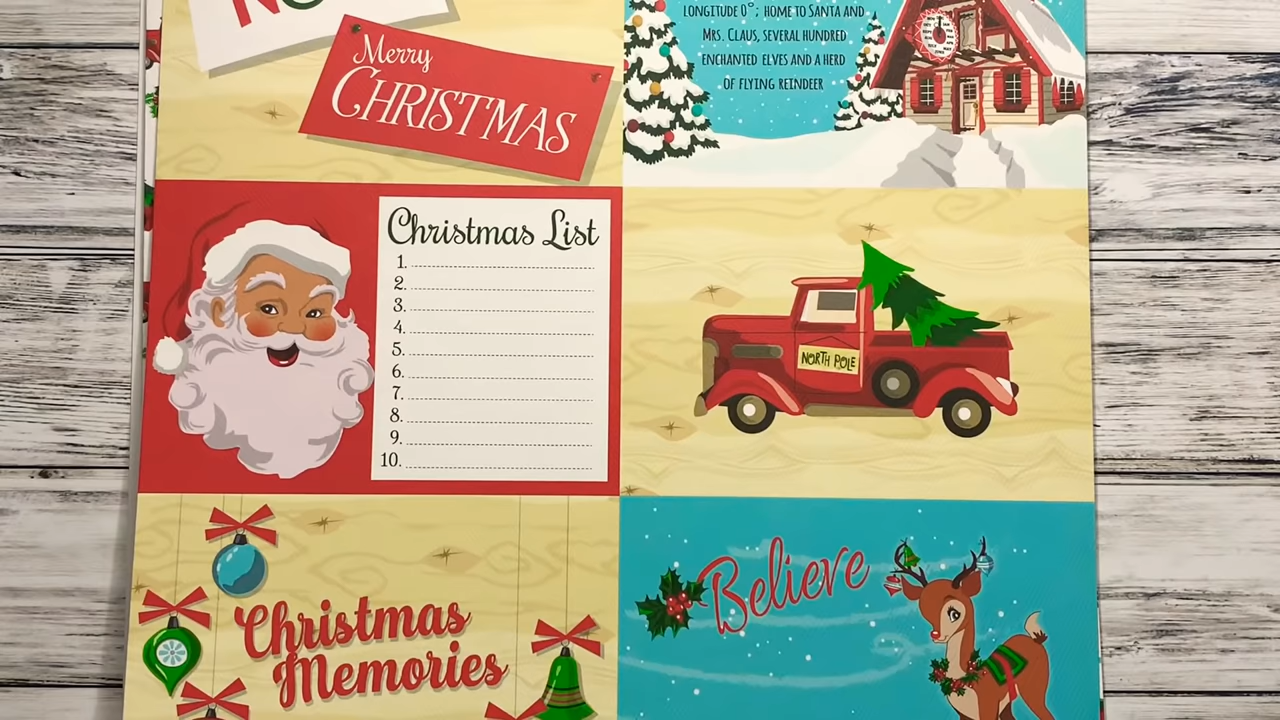 Merry
CHRISTMAS
LONGITUDE 0°; HOME TO SANTA AND
MRS. CLAUS, SEVERAL HUNDRED
ENCHANTED ELVES AND A HERD
OF FLYING REINDEER
Christmas List
1.
2.
3.
4.
5.
6.
7.
8.
9.
10.
NORTH POLE
Christmas
Memories
Believe